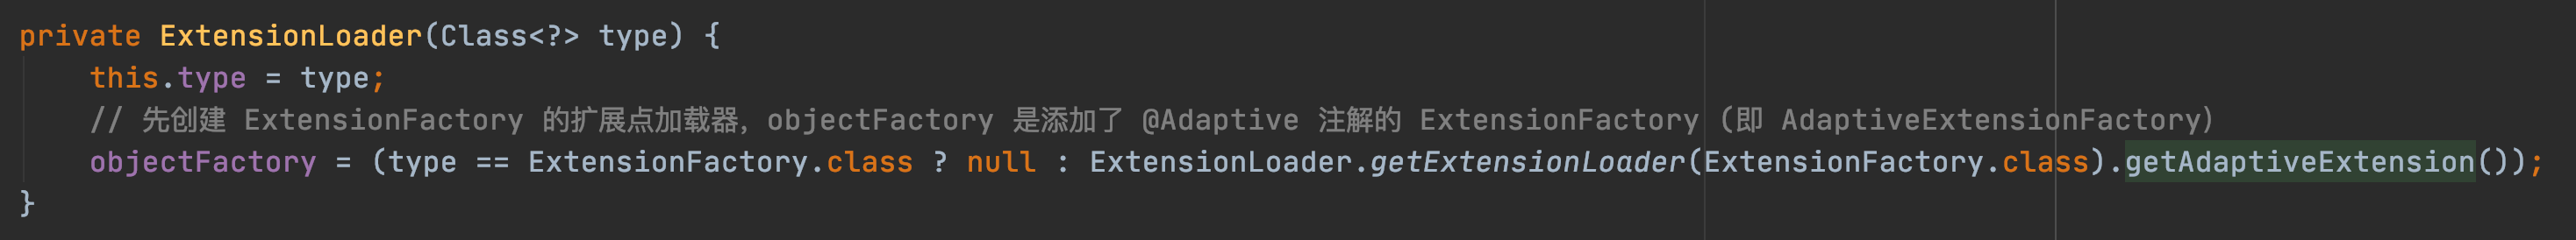 private ExtensionLoader(Class<?> type) {
    this.type = type;
    // 先创建 ExtensionFactory 的扩展点加载器，objectFactory 是添加了 @Adaptive 注解的 ExtensionFactory（即 AdaptiveExtensionFactory）
    objectFactory = (type == ExtensionFactory.class ? null : ExtensionLoader.getExtensionLoader(ExtensionFactory.class).getAdaptiveExtension());
}